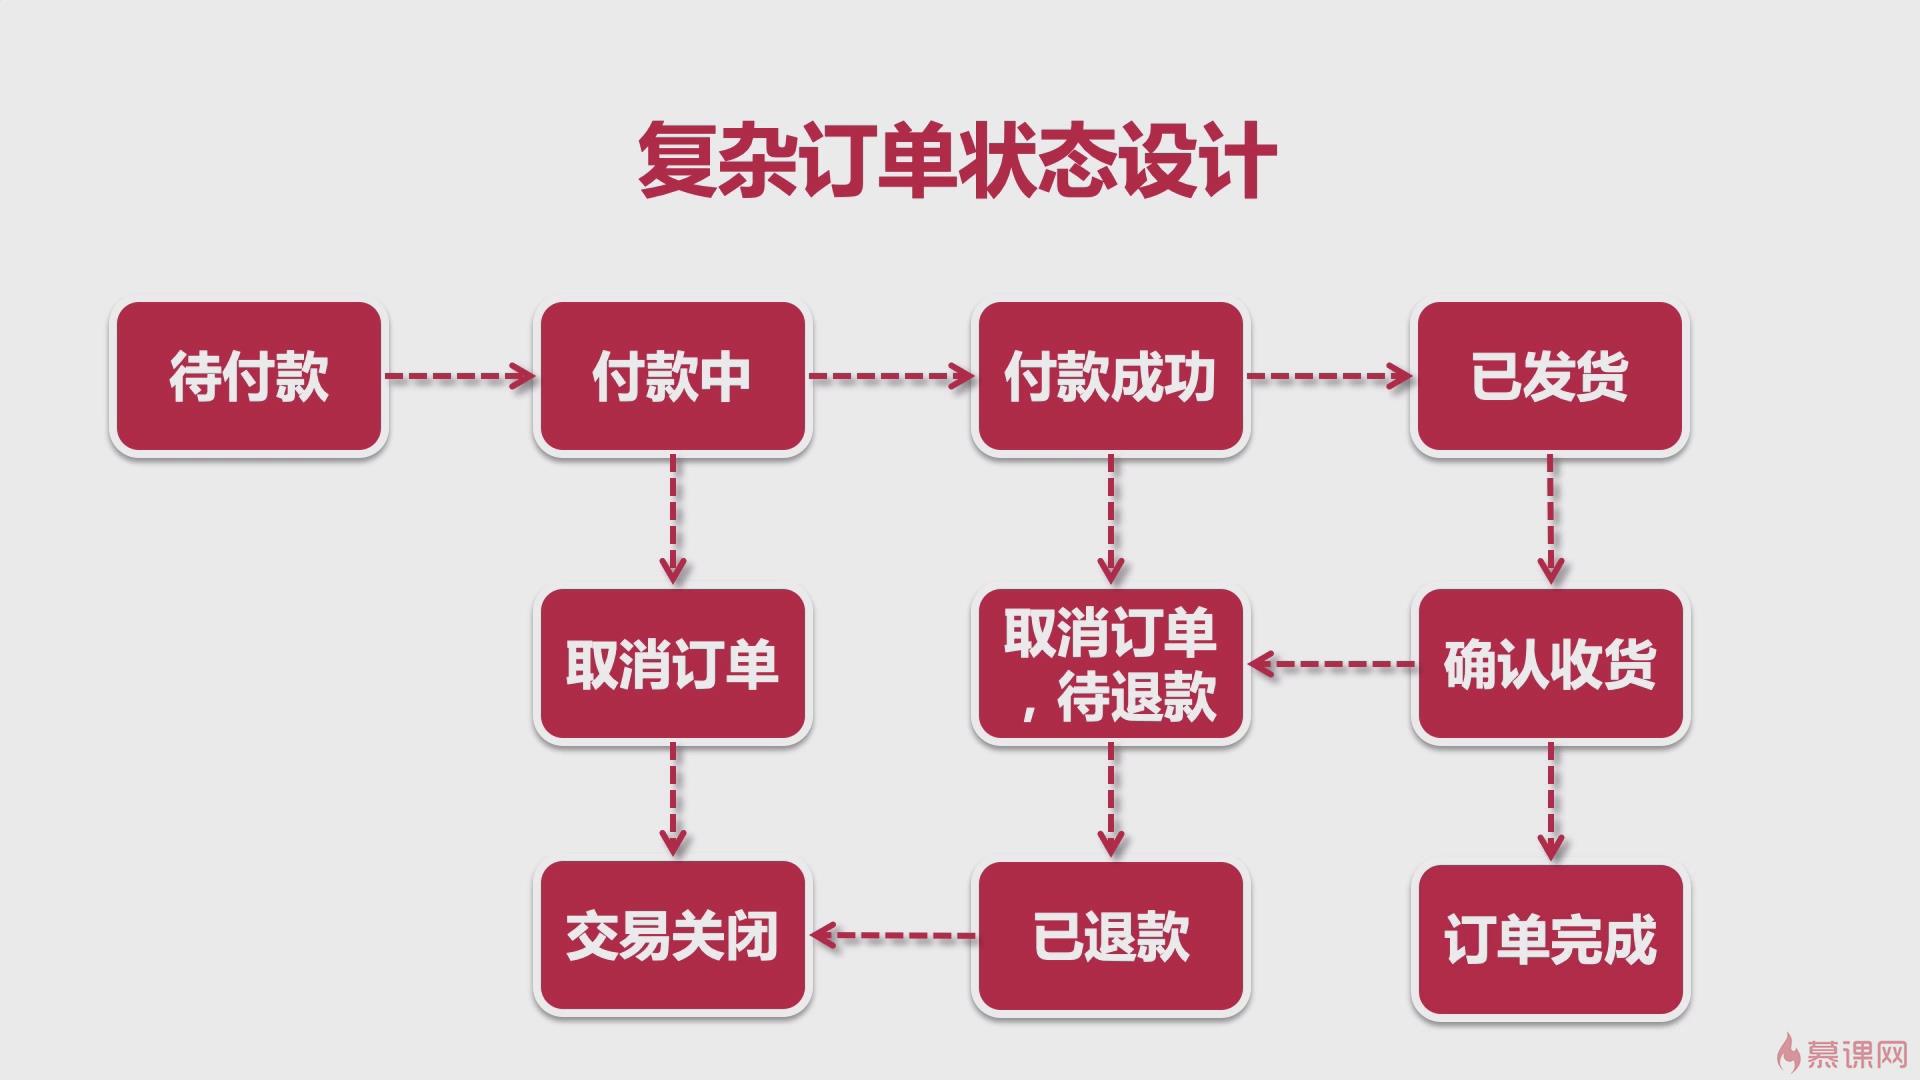 复杂订单状态设计
待付款
付款中
付款成功
已发货
取消订单
取消订单
，待退款
确认收货
交易关闭
已退款
订单完成
慕课网